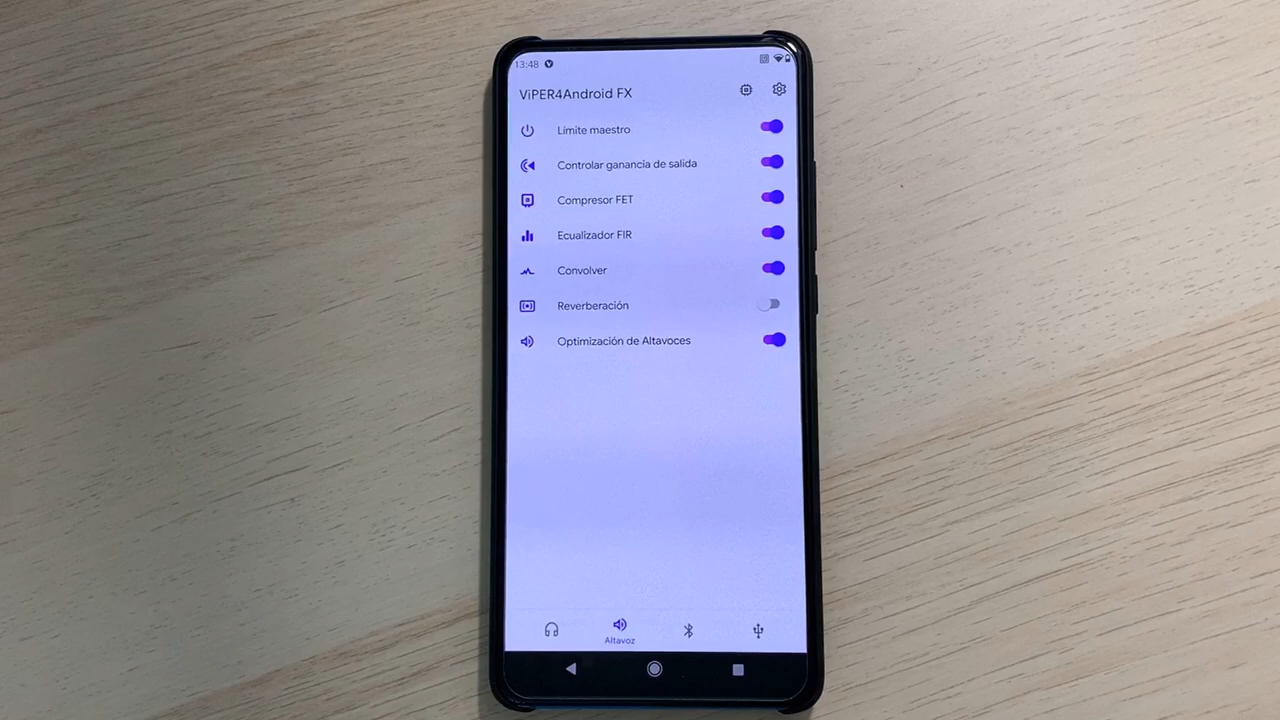 13:48
ViPER4Android FX
Límite maestro
Controlar ganancia de salida
Compresor FET
Ecualizador FIR
Convolver
Reverberación
Optimización de Altavoces
Altavoz